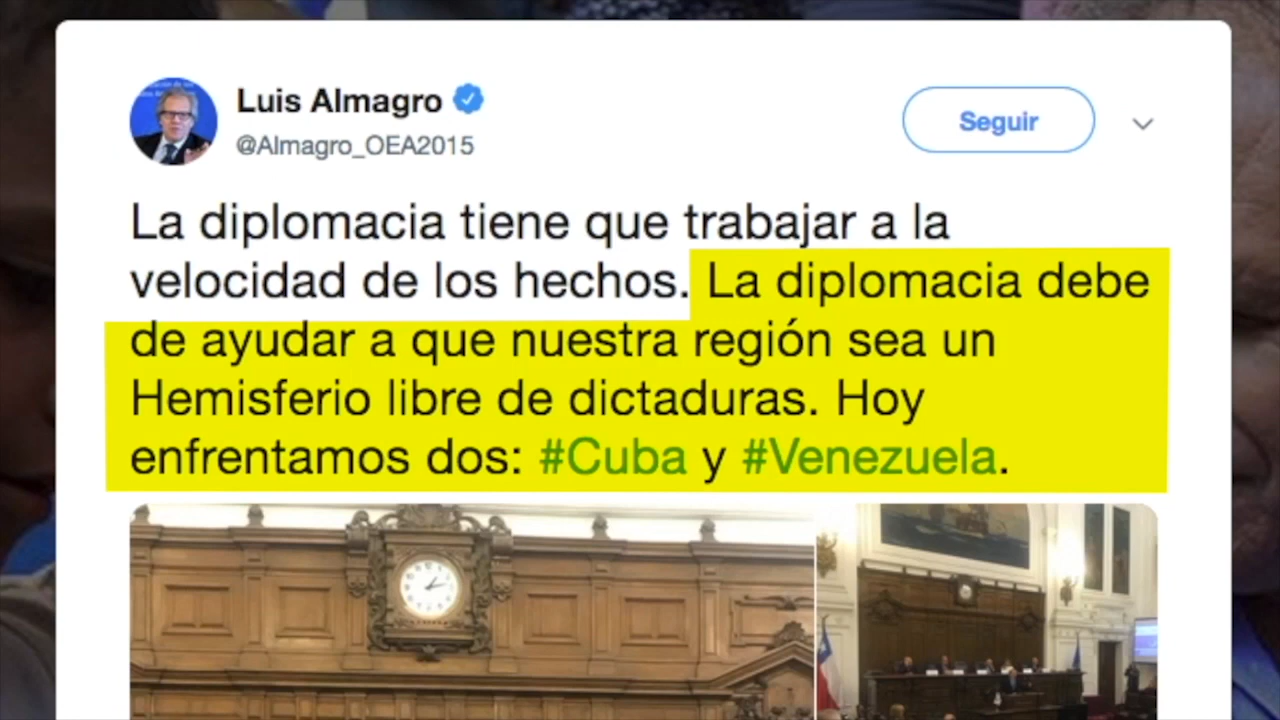 Luis Almagro
@Almagro_OEA2015
Seguir
La diplomacia tiene que trabajar a la
velocidad de los hechos. La diplomacia debe
de ayudar a que nuestra región sea un
Hemisferio libre de dictaduras. Hoy
enfrentamos dos: #Cuba y #Venezuela.